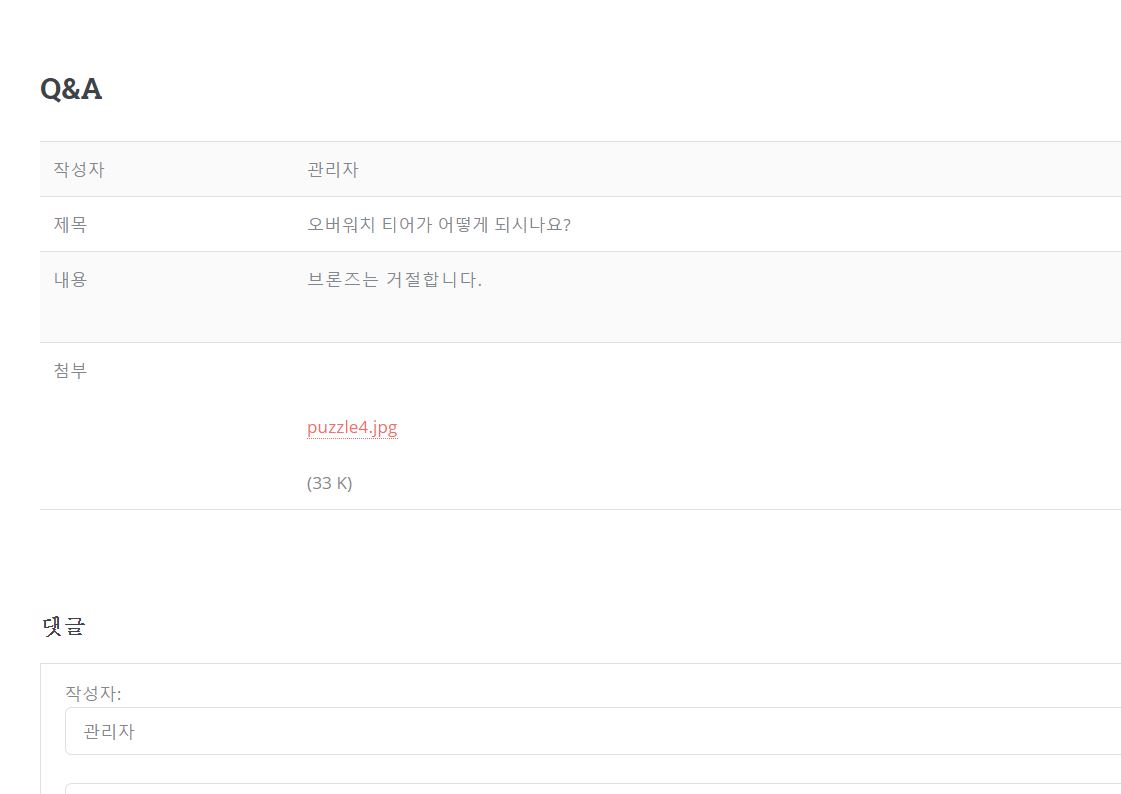 Q&A
작성자 관리자
제목 오버워치 티어가 어떻게 되시나요?
내용 브론즈는 거절합니다.
첨부
puzzle4.jpg
(33 K)
댓글
작성자:
관리자